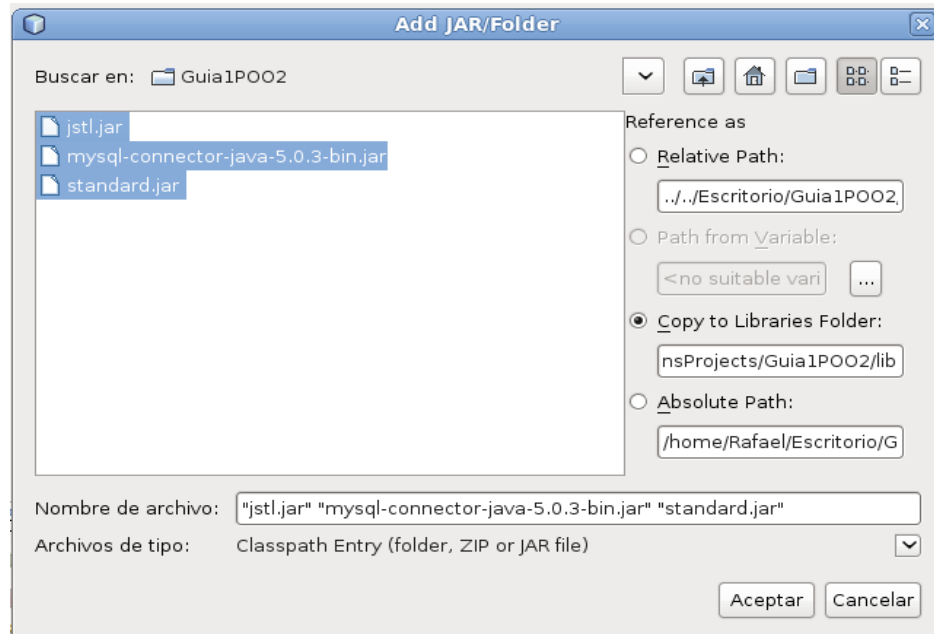 Add JAR/Folder
Buscar en: Guia1POO2
jstl.jar
mysql-connector-java-5.0.3-bin.jar
standard.jar
Reference as
Relative Path:
../../Escritorio/Guia1POO2/
Path from Variable:
<no suitable vari
...
Copy to Libraries Folder:
nsProjects/Guia1POO2/lib
Absolute Path:
/home/Rafael/Escritorio/G
Nombre de archivo: "jstl.jar" "mysql-connector-java-5.0.3-bin.jar" "standard.jar"
Archivos de tipo: Classpath Entry (folder, ZIP or JAR file)
Aceptar Cancelar